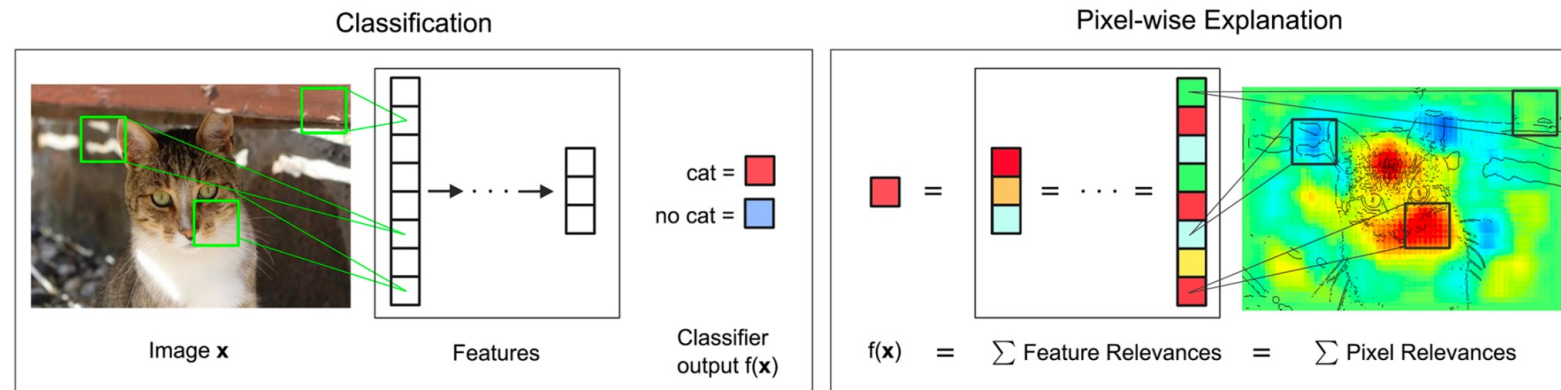 Classification
cat =
no cat =
Image x
Features
Classifier
output f(x)
Pixel-wise Explanation
= = · · · =
f(x) = ∑ Feature Relevances = ∑ Pixel Relevances